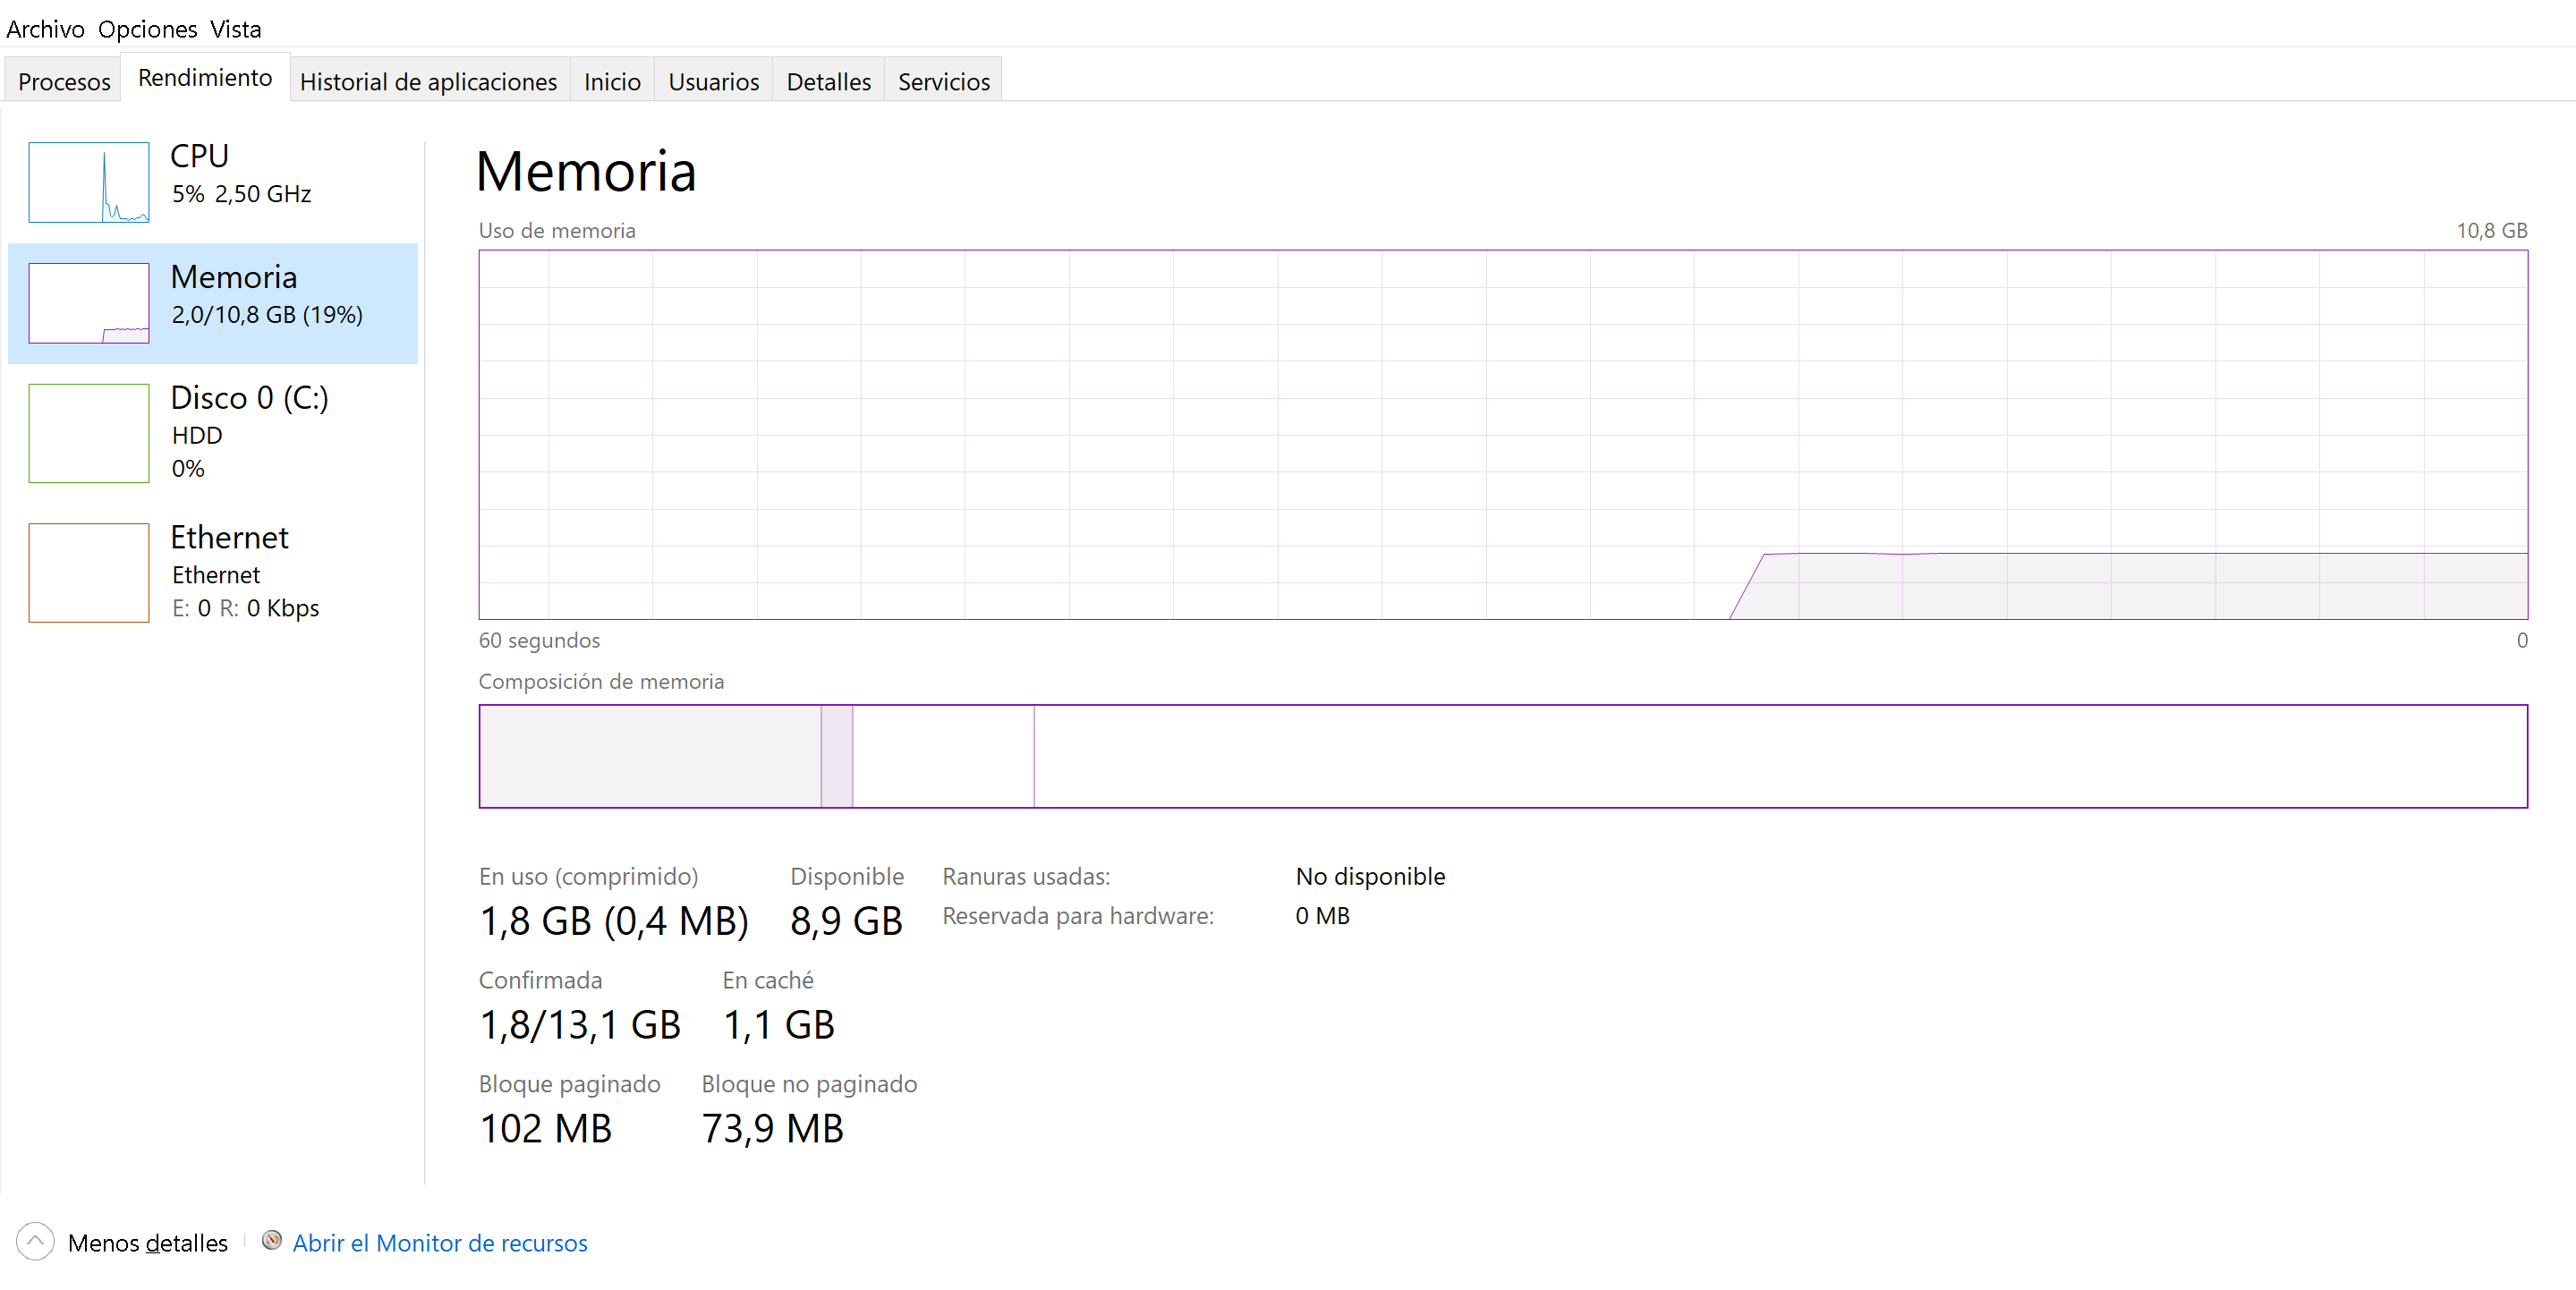 Archivo Opciones Vista
Procesos Rendimiento Historial de aplicaciones Inicio Usuarios Detalles Servicios
CPU
5% 2,50 GHz
Memoria
2,0/10,8 GB (19%)
Disco 0 (C:)
HDD
0%
Ethernet
Ethernet
E: 0 R: 0 Kbps
Memoria
Uso de memoria 10,8 GB
60 segundos 0
Composición de memoria
En uso (comprimido) Disponible Ranuras usadas: No disponible
1,8 GB (0,4 MB) 8,9 GB Reservada para hardware: 0 MB
Confirmada En caché
1,8/13,1 GB 1,1 GB
Bloque paginado Bloque no paginado
102 MB 73,9 MB
Menos detalles Abrir el Monitor de recursos